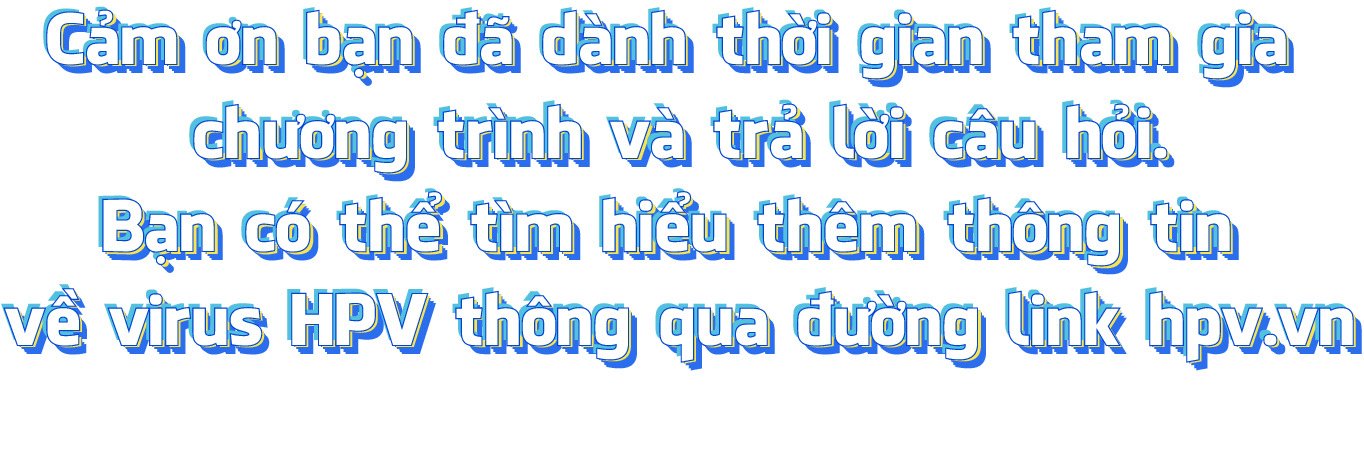 Cảm ơn bạn đã dành thời gian tham gia
chương trình và trả lời câu hỏi.
Bạn có thể tìm hiểu thêm thông tin
về virus HPV thông qua đường link hpv.vn